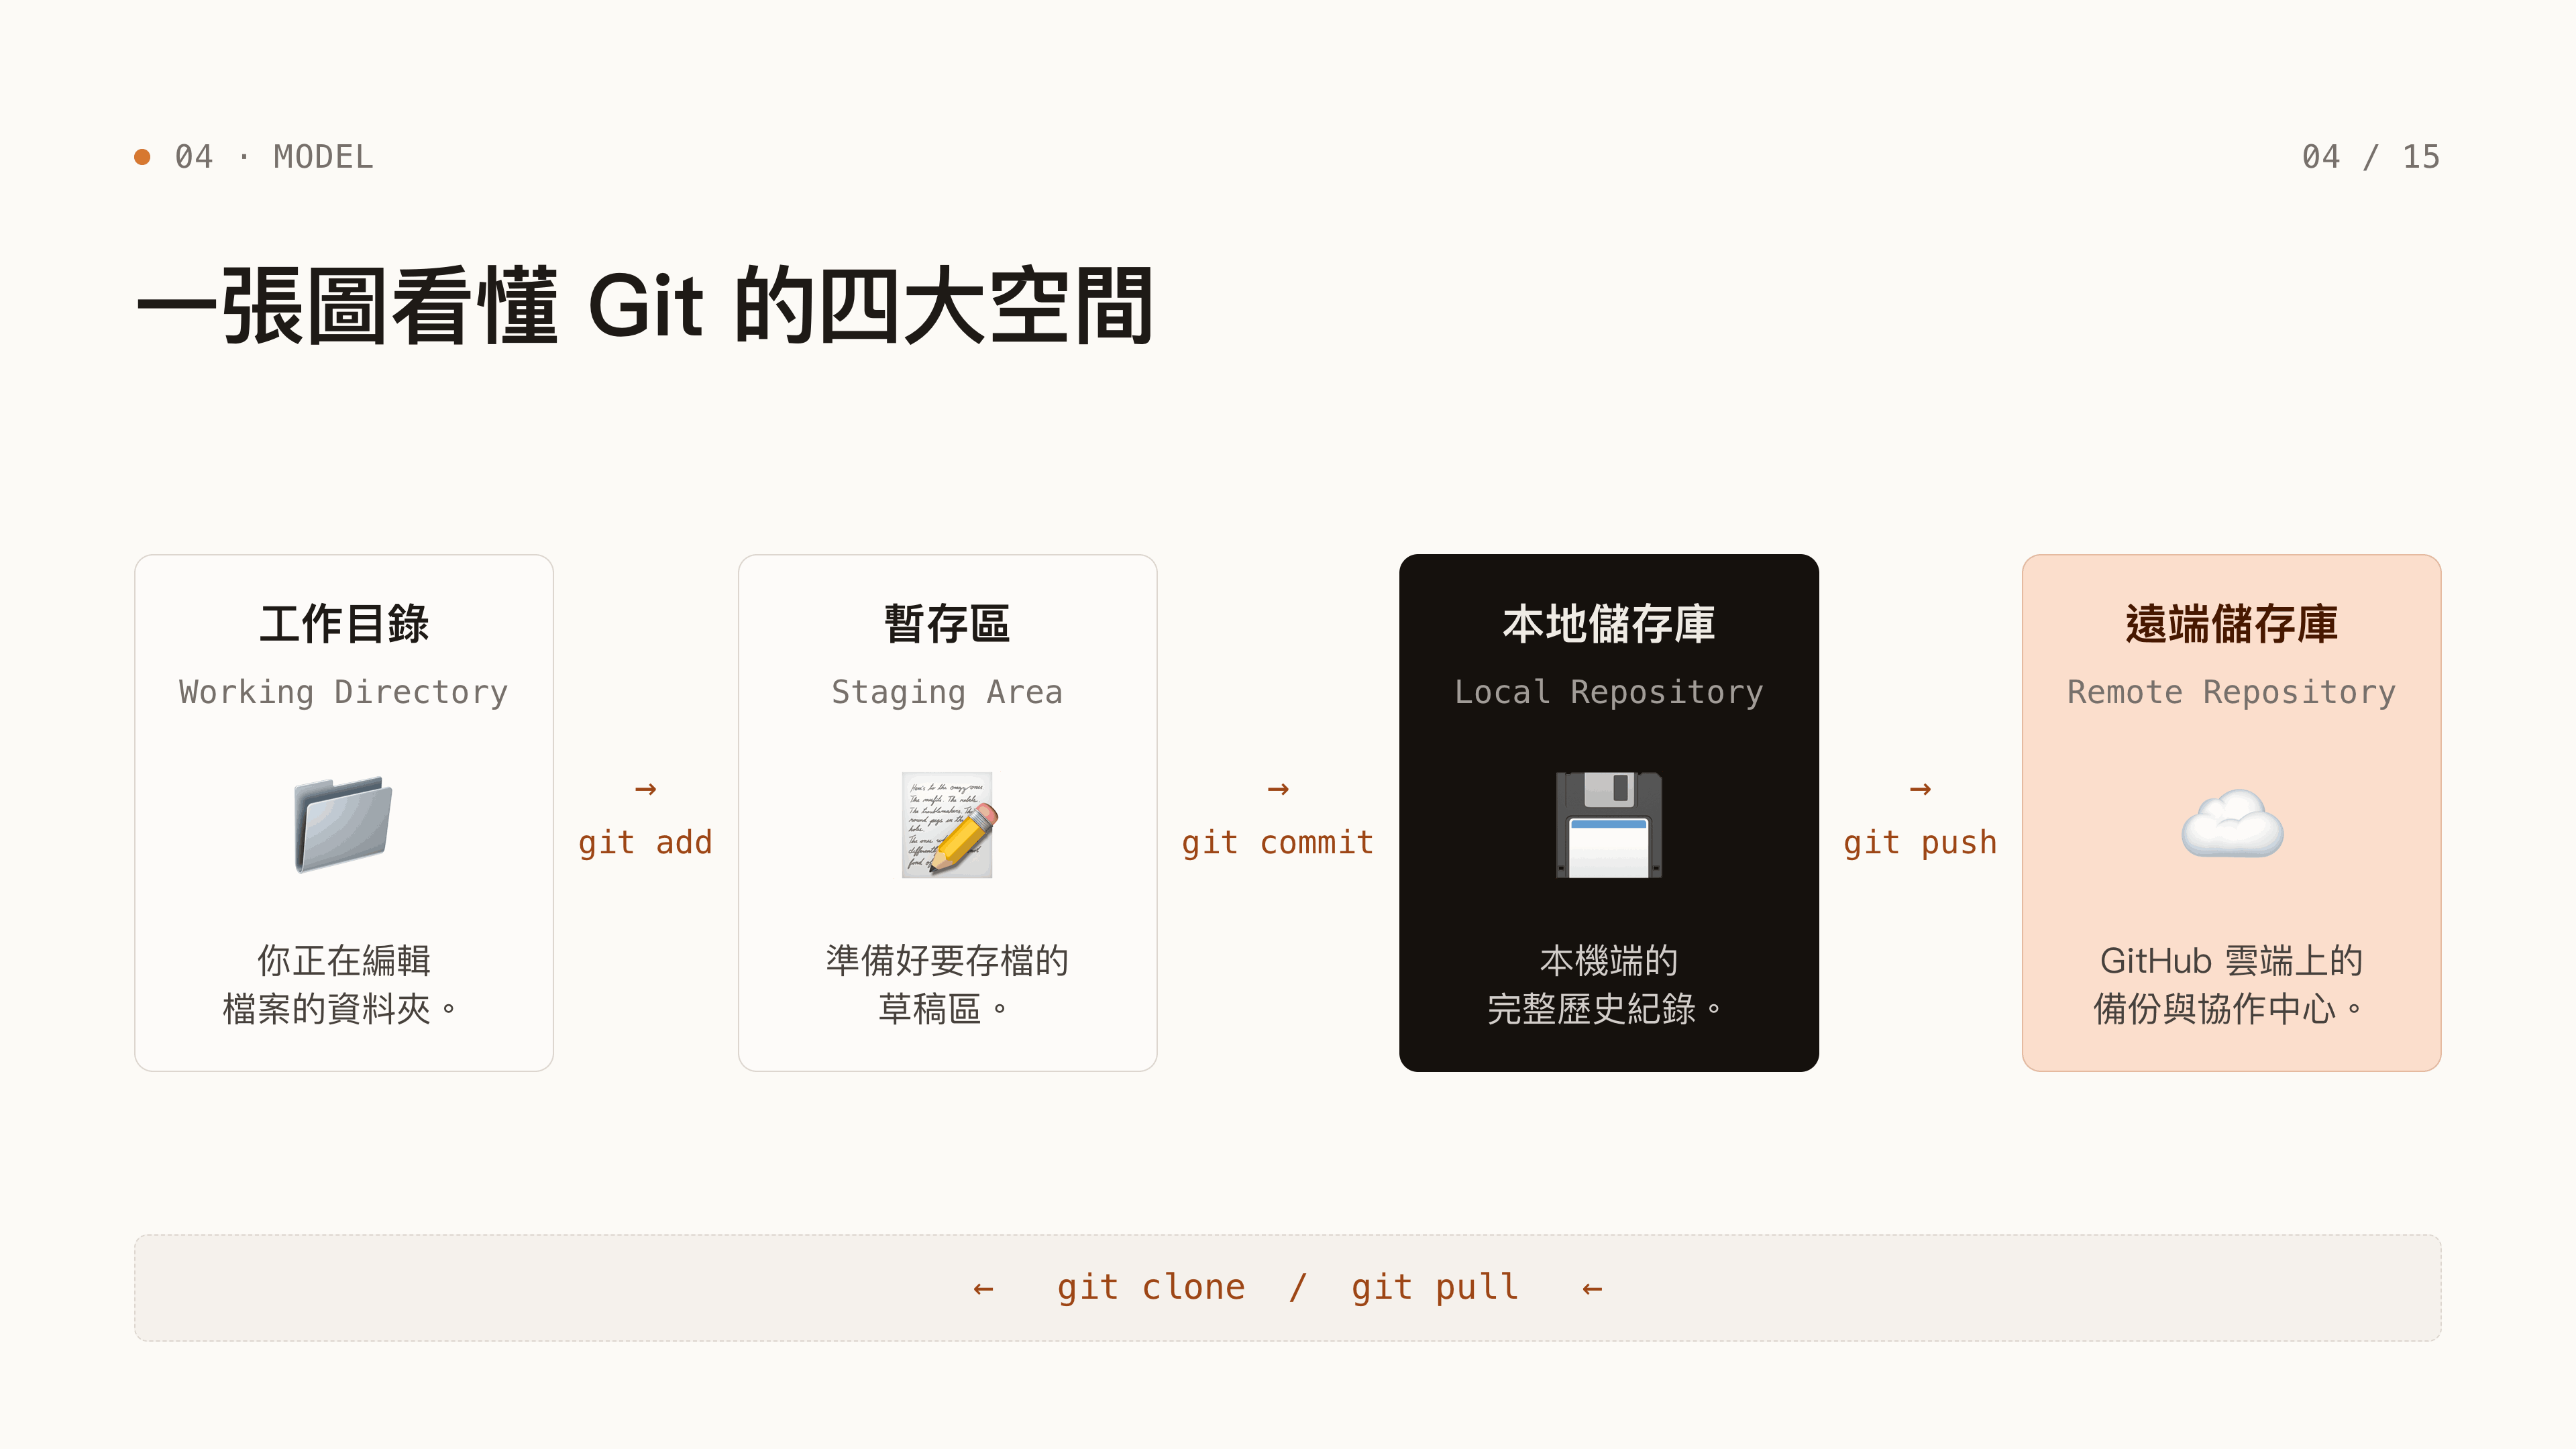 04 · MODEL
04 / 15
一張圖看懂 Git 的四大空間
工作目錄
Working Directory
你正在編輯
檔案的資料夾。
→
git add
暫存區
Staging Area
準備好要存檔的
草稿區。
→
git commit
本地儲存庫
Local Repository
本機端的
完整歷史紀錄。
→
git push
遠端儲存庫
Remote Repository
GitHub 雲端上的
備份與協作中心。
← git clone / git pull ←